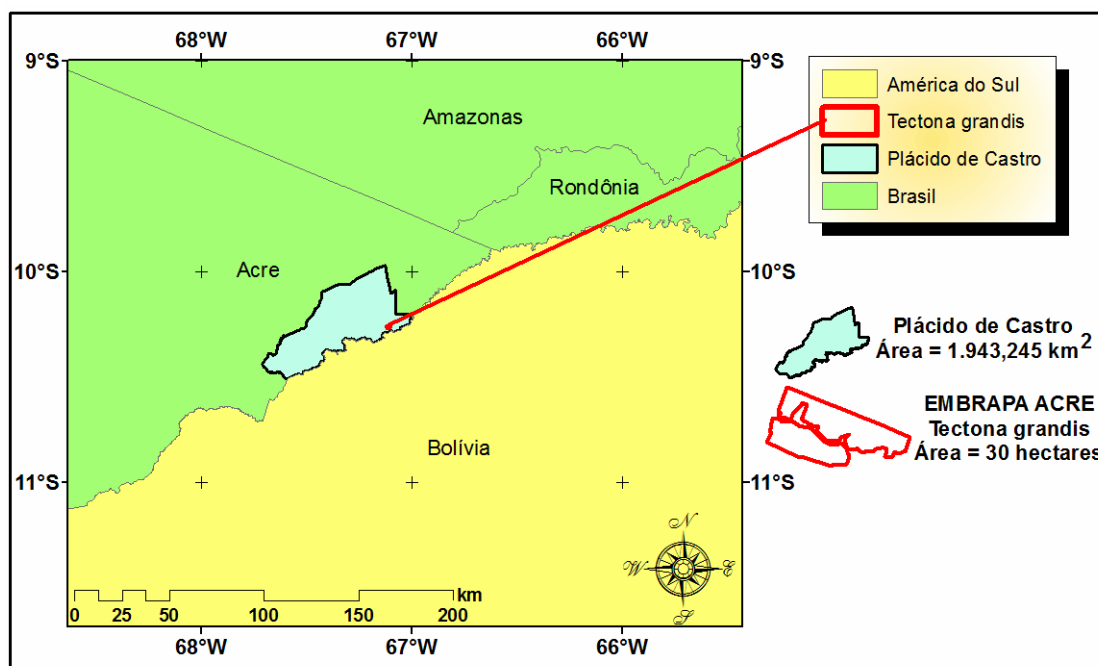 68°W 67°W 66°W
9°S 9°S
América do Sul
Tectona grandis
Plácido de Castro
Brasil
Amazonas
Rondônia
Acre
10°S 10°S
Plácido de Castro
Área = 1.943,245 km²
EMBRAPA ACRE
Tectona grandis
Área = 30 hectares
Bolívia
11°S 11°S
N
W E
S
km
0 25 50 100 150 200
68°W 67°W 66°W